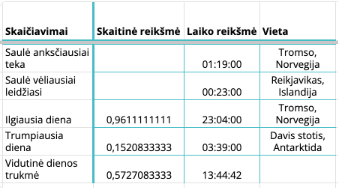 Skaičiavimai Skaitinė reikšmė Laiko reikšmė Vieta
Saulė anksčiausiai
teka 01:19:00 Tromso,
Norvegija
Saulė vėliausiai
leidžiasi 00:23:00 Reikjavikas,
Islandija
Ilgiausia diena 0,9611111111 23:04:00 Tromso,
Norvegija
Trumpiausia
diena 0,1520833333 03:39:00 Davis stotis,
Antarktida
Vidutinė dienos
trukmė 0,5727083333 13:44:42